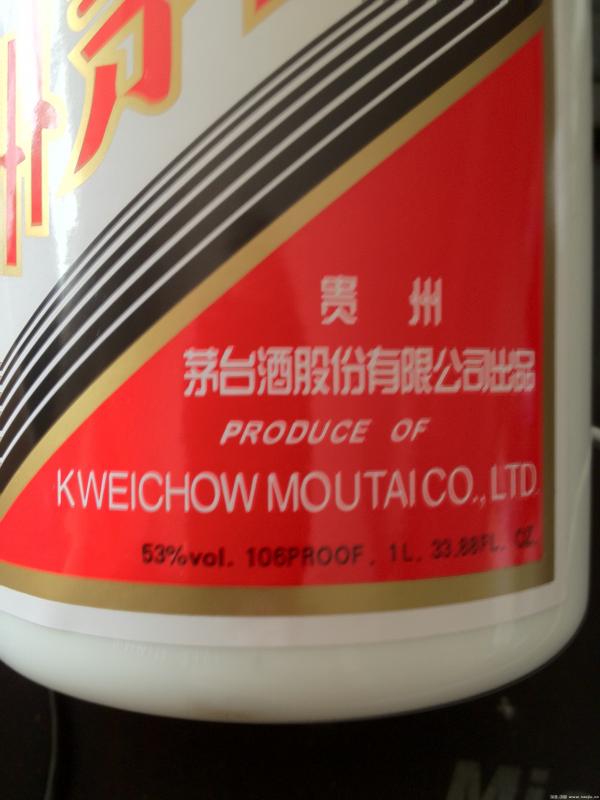 贵州
茅台酒股份有限公司出品
PRODUCE OF
KWEICHOW MOUTAI CO., LTD.
53%vol. 106PROOF. 1L. 33.88FL. OZ.